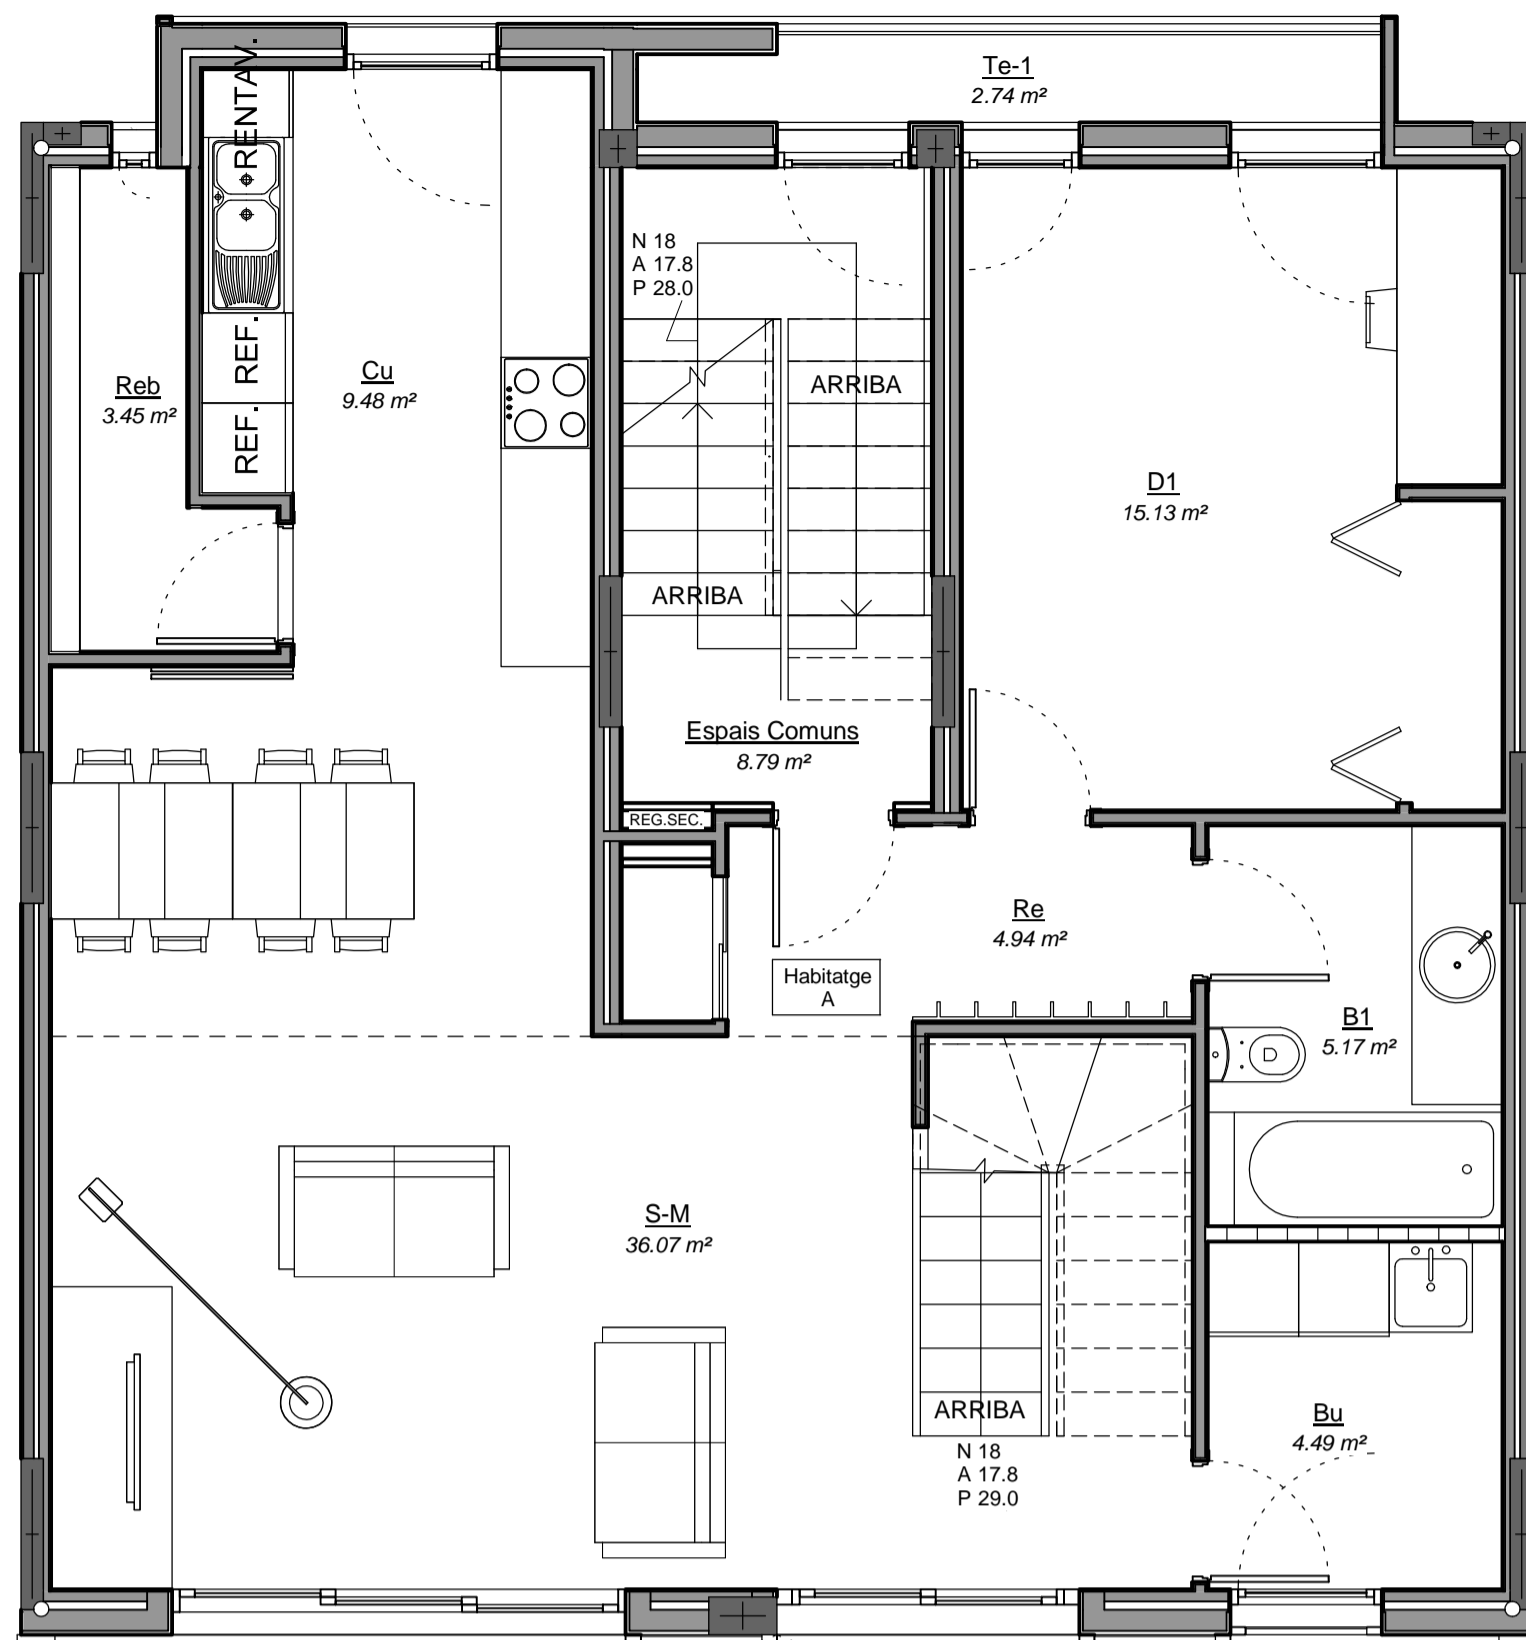 Te-1
2.74 m²
RENTAV.
N 18
A 17.8
P 28.0
REF.
REF.
Reb
3.45 m²
Cu
9.48 m²
ARRIBA
D1
15.13 m²
ARRIBA
Espais Comuns
8.79 m²
REG.SEC.
Re
4.94 m²
Habitatge
A
B1
5.17 m²
S-M
36.07 m²
ARRIBA
N 18
A 17.8
P 29.0
Bu
4.49 m²